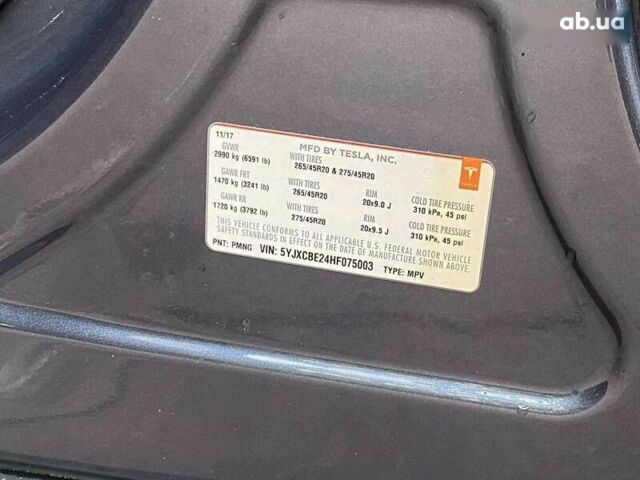 ab.ua
11/17
MFD BY TESLA, INC.
GVWR
2990 kg (6591 lb)
WITH TIRES
265/45R20 & 275/45R20
TESLA
GAWR FRT
1470 kg (3241 lb)
WITH TIRES
265/45R20
RIM
20x9.0 J
COLD TIRE PRESSURE
310 kPa, 45 psi
GAWR RR
1720 kg (3792 lb)
WITH TIRES
275/45R20
RIM
20x9.5 J
COLD TIRE PRESSURE
310 kPa, 45 psi
THIS VEHICLE CONFORMS TO ALL APPLICABLE U.S. FEDERAL MOTOR VEHICLE
SAFETY STANDARDS IN EFFECT ON THE DATE OF MANUFACTURE SHOWN ABOVE.
PNT: PMNG VIN: 5YJXCBE24HF075003 TYPE: MPV